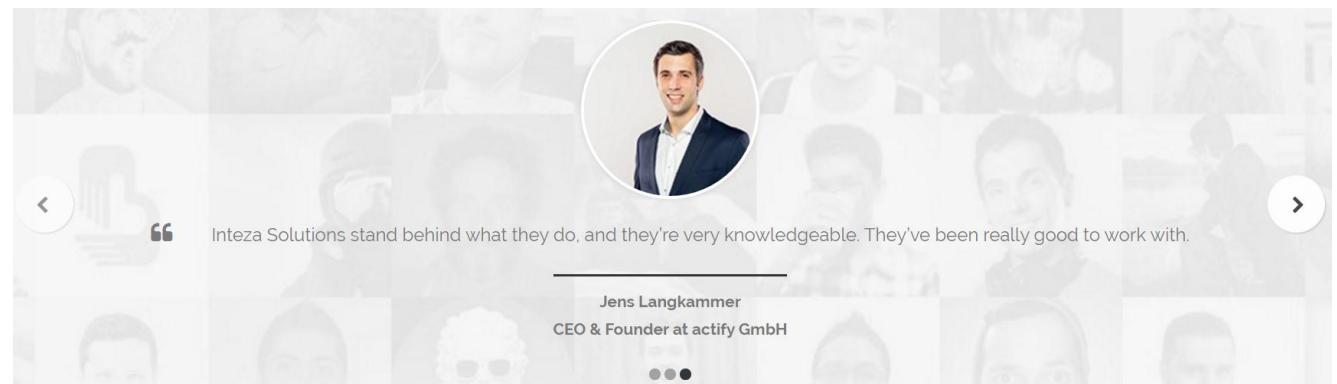 Inteza Solutions stand behind what they do, and they're very knowledgeable. They've been really good to work with.
Jens Langkammer
CEO & Founder at actify GmbH